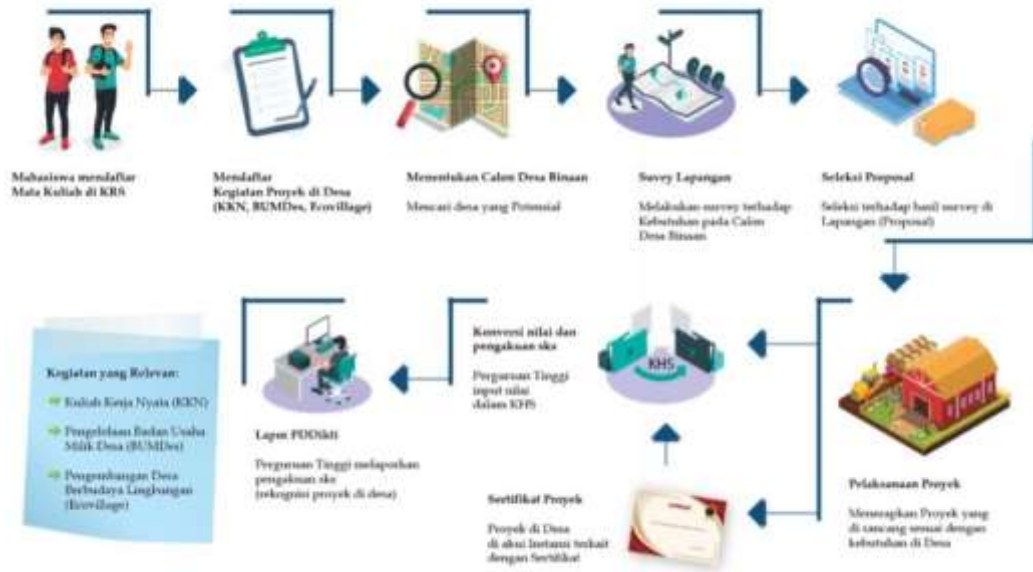 Mahasiswa mendaftar
Mata Kuliah di KRS
Mendaftar
Kegiatan Proyek di Desa
(KKN, BUMDes, Ecovillage)
Menentukan Calon Desa Binaan
Mencari desa yang Potensial
Suvey Lapangan
Melakukan survey terhadap
Kebutuhan pada Calon
Desa Binaan
Seleksi Proposal
Seleksi terhadap hasil survey di
Lapangan (Proposal)
Kegiatan yang Relevan:
Kuliah Kerja Nyata (KKN)
Pengelolaan Badan Usaha
Milik Desa (BUMDes)
Pengembangan Desa
Berbudaya Lingkungan
(Ecovillage)
Lapor PDDikti
Perguruan Tinggi melaporkan
pengakuan sks
(rekognisi proyek di desa)
Konversi nilai dan
pengakuan sks
Perguruan Tinggi
input nilai
dalam KHS
KHS
Sertifikat Proyek
Proyek di Desa
di akui Instansi terkait
dengan Sertifikat
Pelaksanaan Proyek
Menerapkan Proyek yang
di rancang sesuai dengan
kebutuhan di Desa